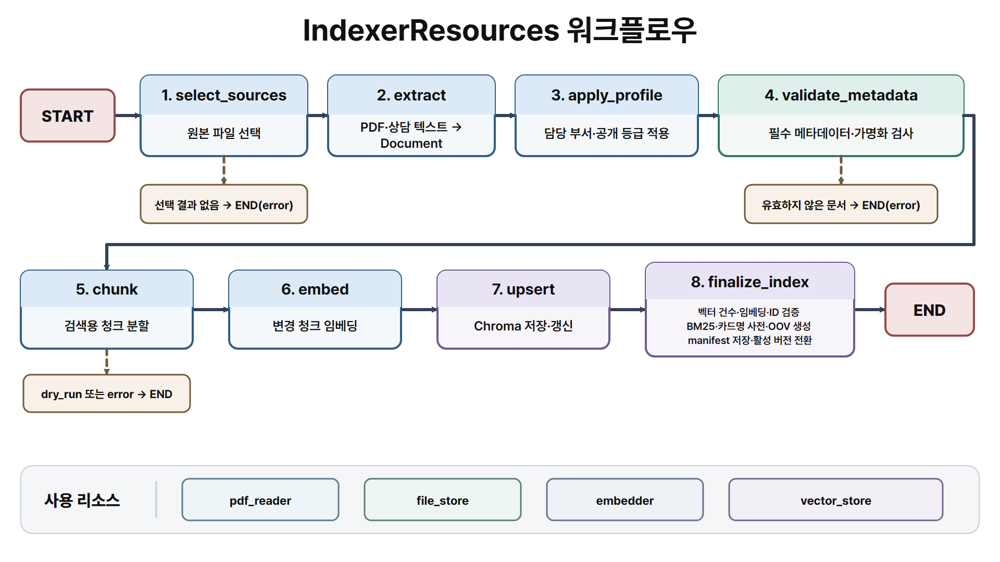 IndexerResources 워크플로우
START
1. select_sources
원본 파일 선택
2. extract
PDF·상담 텍스트 →
Document
3. apply_profile
담당 부서·공개 등급 적용
4. validate_metadata
필수 메타데이터·가명화 검사
선택 결과 없음 → END(error)
유효하지 않은 문서 → END(error)
5. chunk
검색용 청크 분할
6. embed
변경 청크 임베딩
7. upsert
Chroma 저장·갱신
8. finalize_index
벡터 건수·임베딩·ID 검증
BM25·카드명 사전·OOV 생성
manifest 저장·활성 버전 전환
END
dry_run 또는 error → END
사용 리소스
pdf_reader
file_store
embedder
vector_store